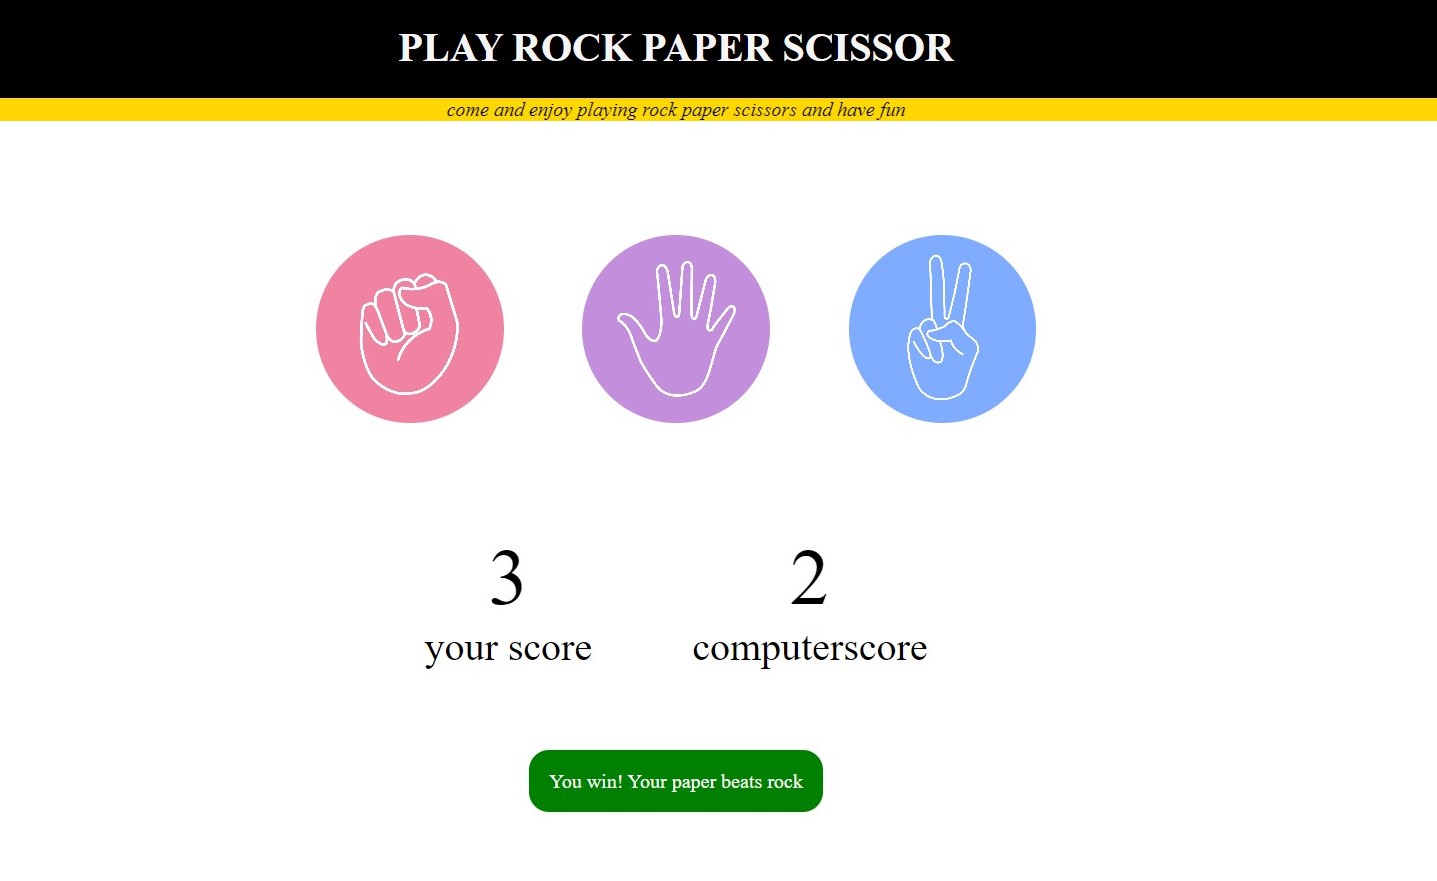 PLAY ROCK PAPER SCISSOR
come and enjoy playing rock paper scissors and have fun
3 2
your score computerscore
You win! Your paper beats rock